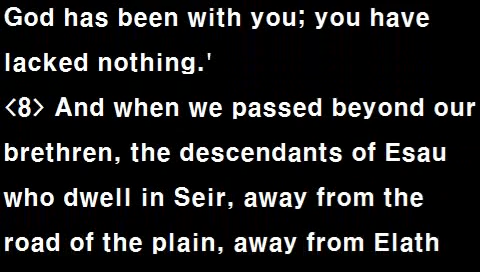 God has been with you; you have
lacked nothing.'
<8> And when we passed beyond our
brethren, the descendants of Esau
who dwell in Seir, away from the
road of the plain, away from Elath